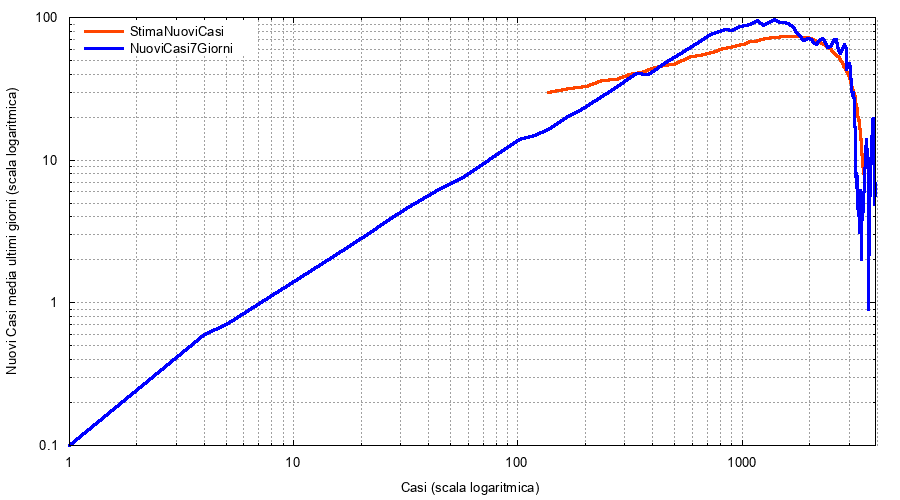 StimaNuoviCasi
NuoviCasi7Giorni
Nuovi Casi media ultimi giorni (scala logaritmica)
100
10
1
0.1
1
10
100
1000
Casi (scala logaritmica)